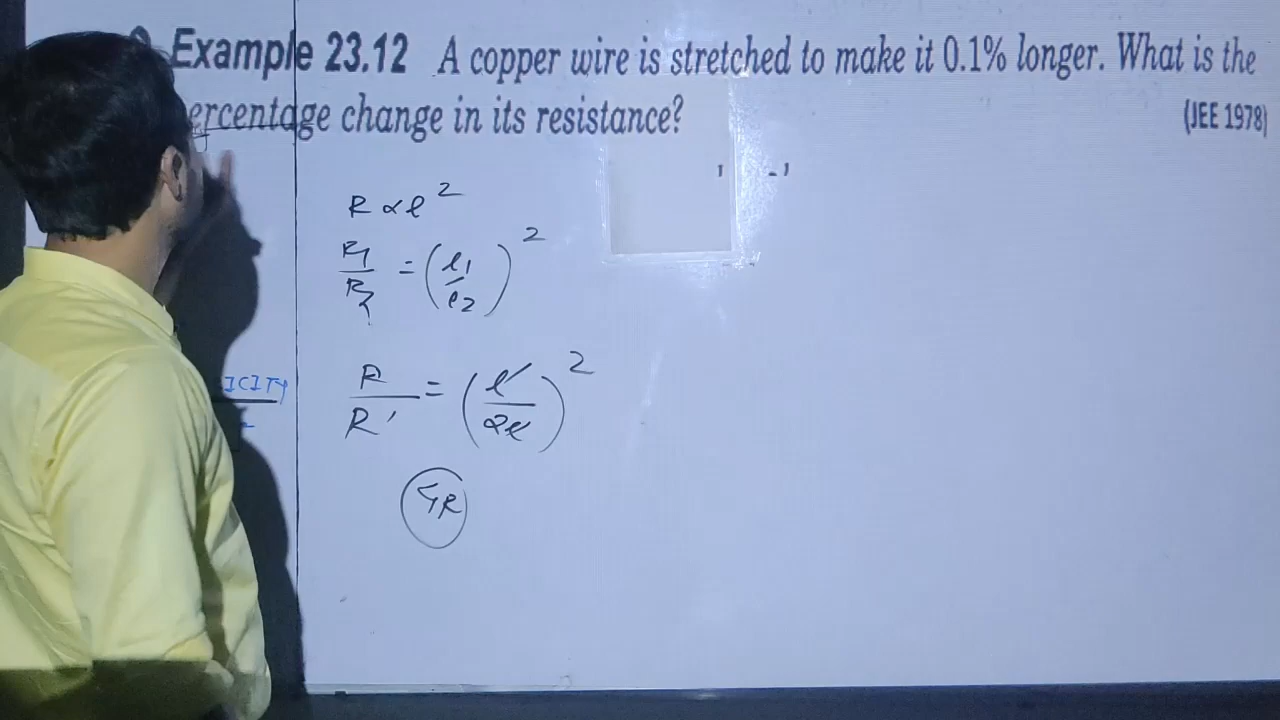 Example 23.12 A copper wire is stretched to make it 0.1% longer. What is the
ercentage change in its resistance? (JEE 1978)
R ∝ l²
R₁/R₂ = (l₁/l₂)²
R/R' = (l/2l)²
4R
ICITY